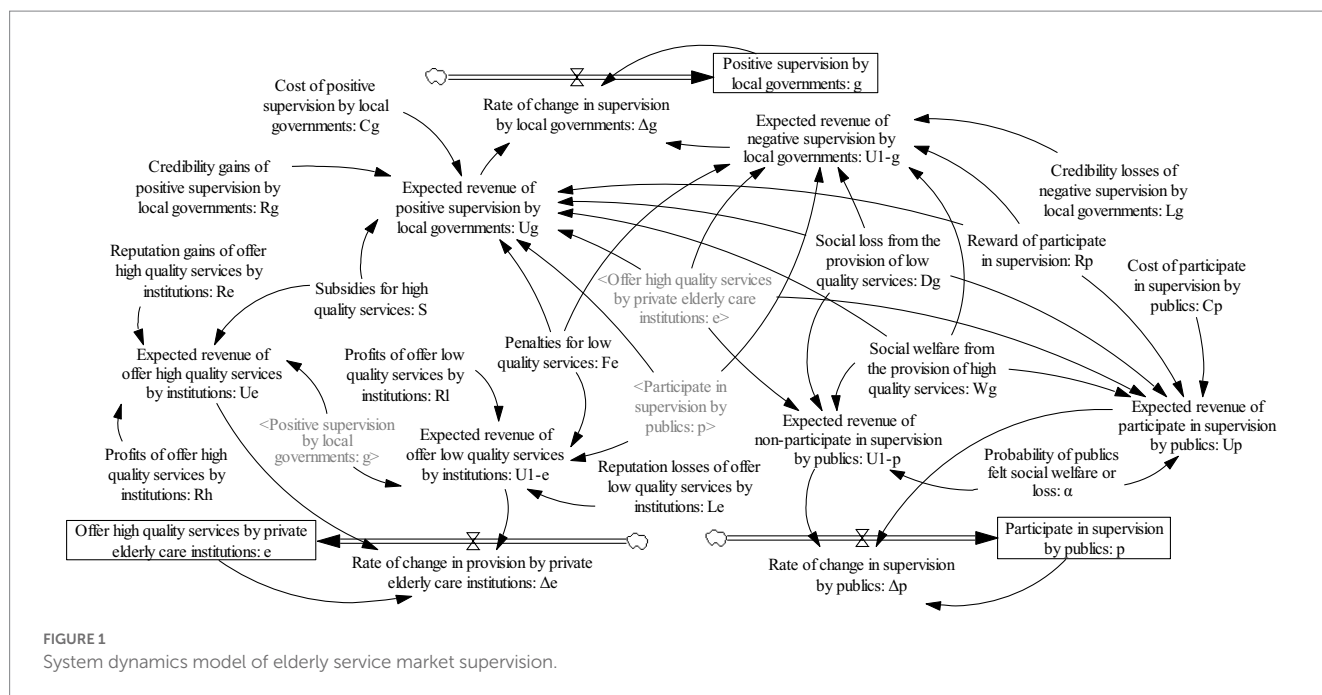 Positive supervision by
local governments: g
Cost of positive
supervision by local
governments: Cg
Rate of change in supervision
by local governments: Δg
Expected revenue of
negative supervision by
local governments: U1-g
Credibility gains of
positive supervision by
local governments: Rg
Expected revenue of
positive supervision by
local governments: Ug
Credibility losses of
negative supervision by
local governments: Lg
Reputation gains of offer
high quality services by
institutions: Re
Subsidies for high
quality services: S
<Offer high quality services
by private elderly care
institutions: e>
Social loss from the
provision of low
quality services: Dg
Reward of participate
in supervision: Rp
Cost of participate
in supervision by
publics: Cp
Expected revenue of
offer high quality services
by institutions: Ue
Profits of offer low
quality services by
institutions: Rl
Penalties for low
quality services: Fe
Social welfare from
the provision of high
quality services: Wg
<Participate in
supervision by
publics: p>
<Positive supervision
by local
governments: g>
Profits of offer high
quality services by
institutions: Rh
Expected revenue of
offer low quality services
by institutions: U1-e
Expected revenue of
non-participate in supervision
by publics: U1-p
Expected revenue of
participate in supervision
by publics: Up
Reputation losses of offer
low quality services by
institutions: Le
Probability of publics
felt social welfare or
loss: α
Offer high quality services by private
elderly care institutions: e
Rate of change in provision by private
elderly care institutions: Δe
Participate in supervision
by publics: p
Rate of change in supervision
by publics: Δp
FIGURE 1
System dynamics model of elderly service market supervision.